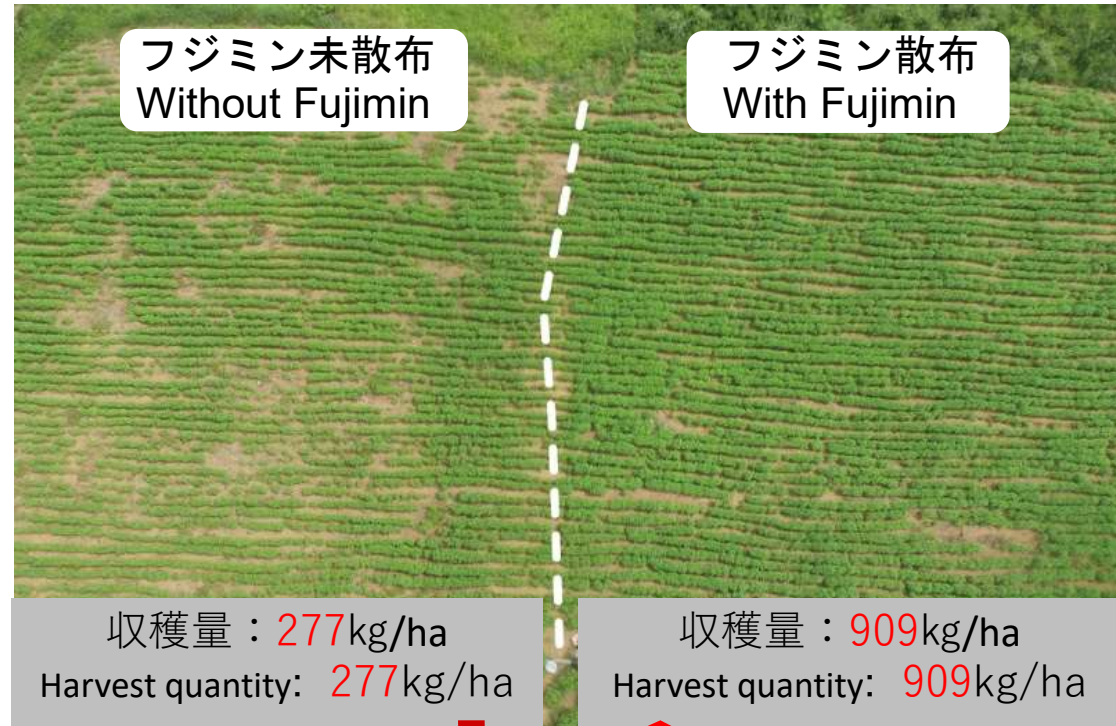 フジミン未散布
Without Fujimin
フジミン散布
With Fujimin
収穫量：277kg/ha
Harvest quantity: 277kg/ha
収穫量：909kg/ha
Harvest quantity: 909kg/ha